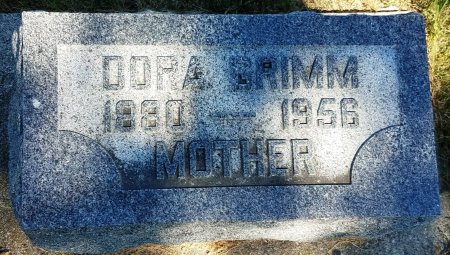 DORA GRIMM
1880 — 1956
MOTHER